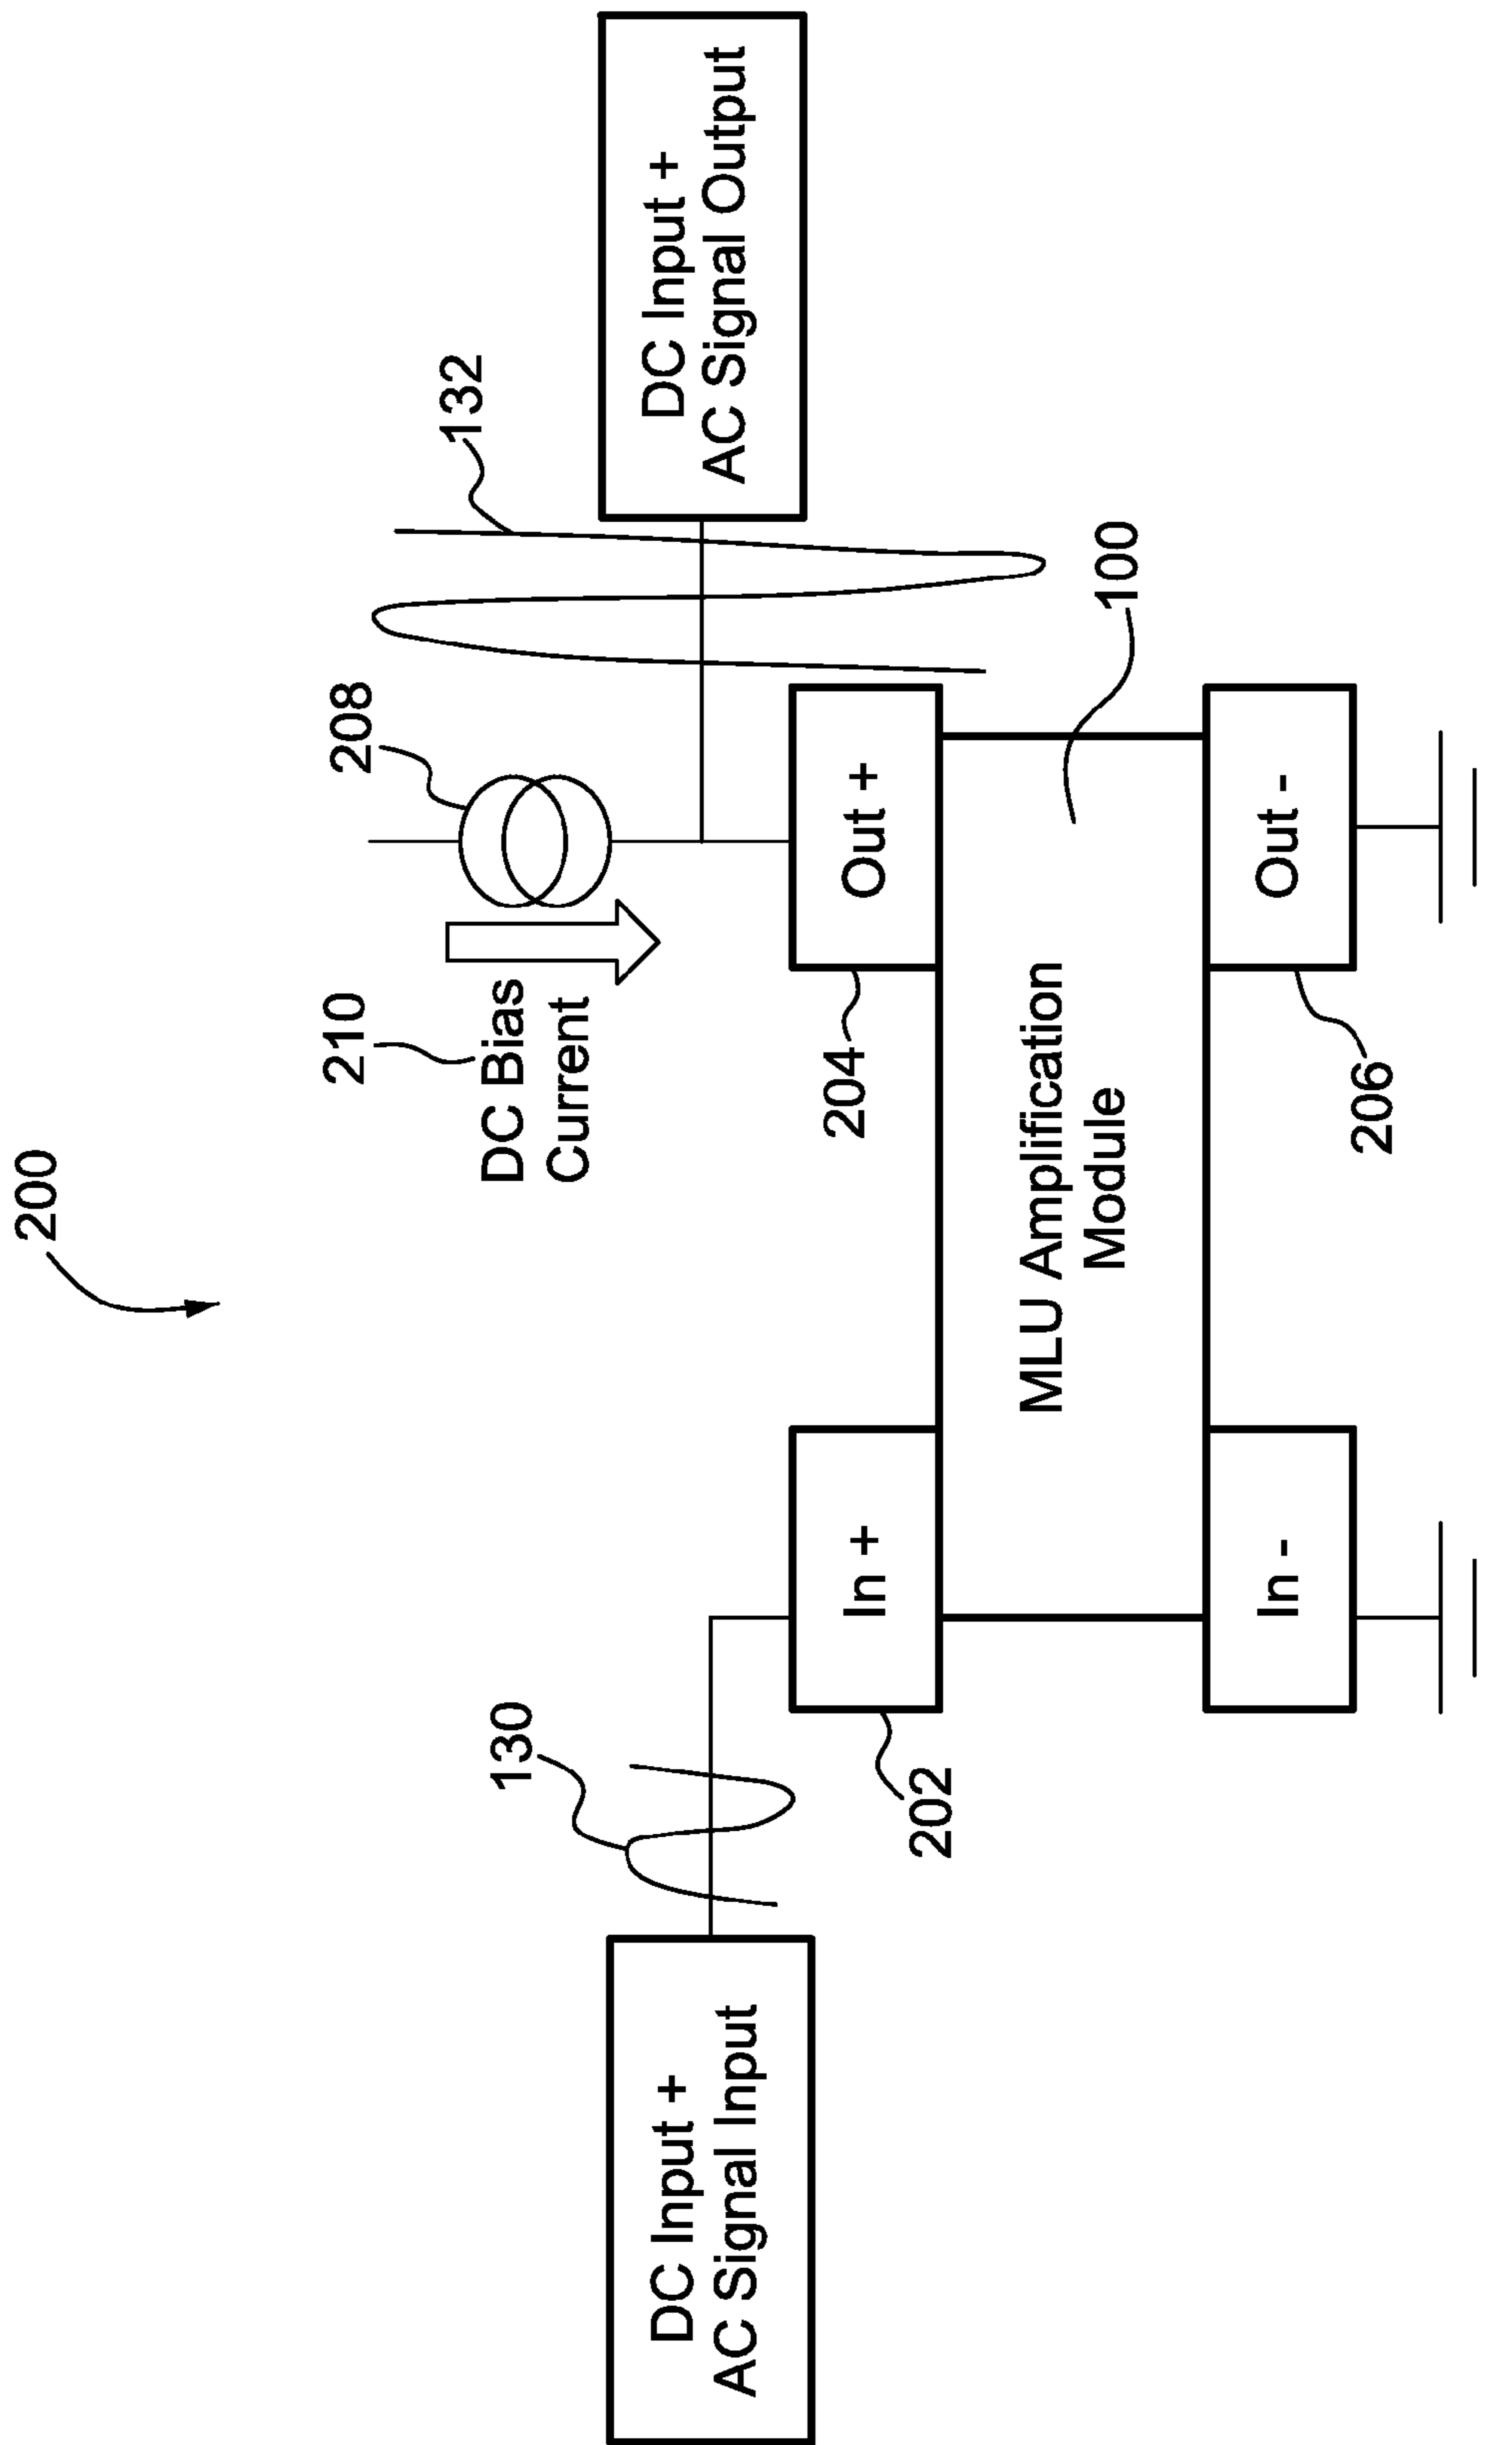 200
210
DC Bias
Current
208
132
DC Input +
AC Signal Output
130
DC Input +
AC Signal Input
202
In +
204
Out +
100
MLU Amplification
Module
In -
206
Out -